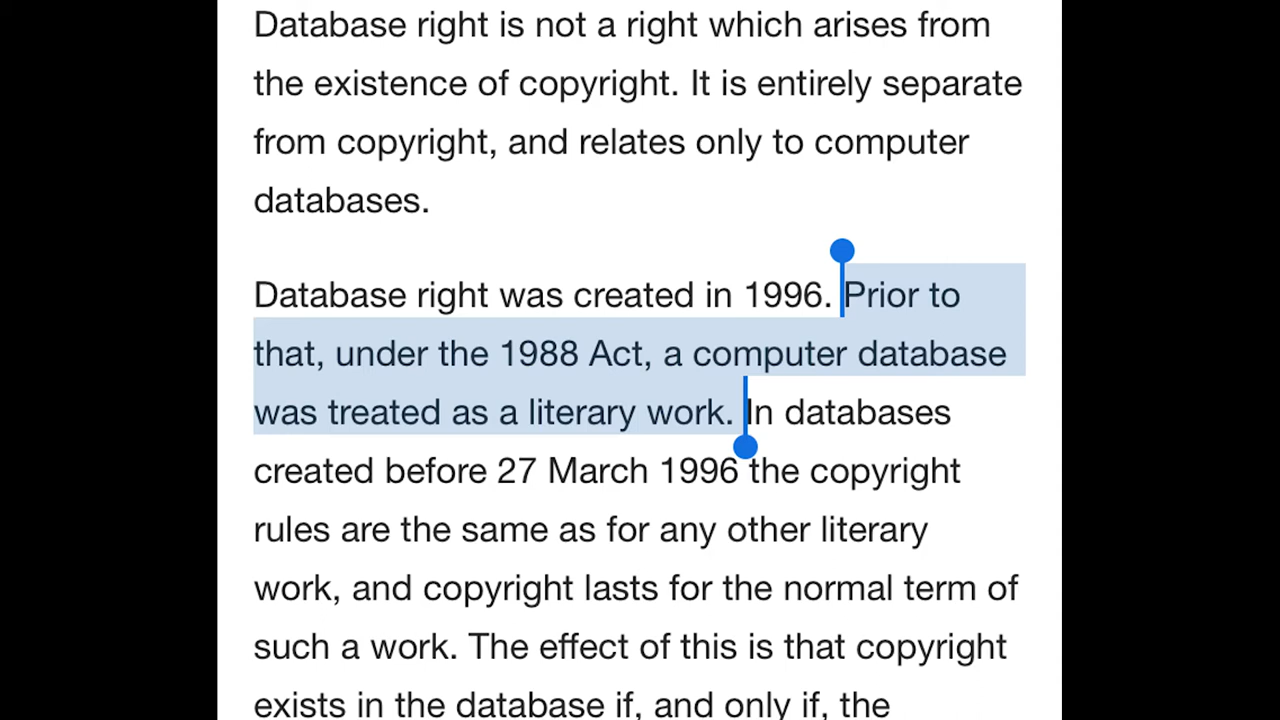 Database right is not a right which arises from
the existence of copyright. It is entirely separate
from copyright, and relates only to computer
databases.
Database right was created in 1996. Prior to
that, under the 1988 Act, a computer database
was treated as a literary work. In databases
created before 27 March 1996 the copyright
rules are the same as for any other literary
work, and copyright lasts for the normal term of
such a work. The effect of this is that copyright
exists in the database if, and only if, the